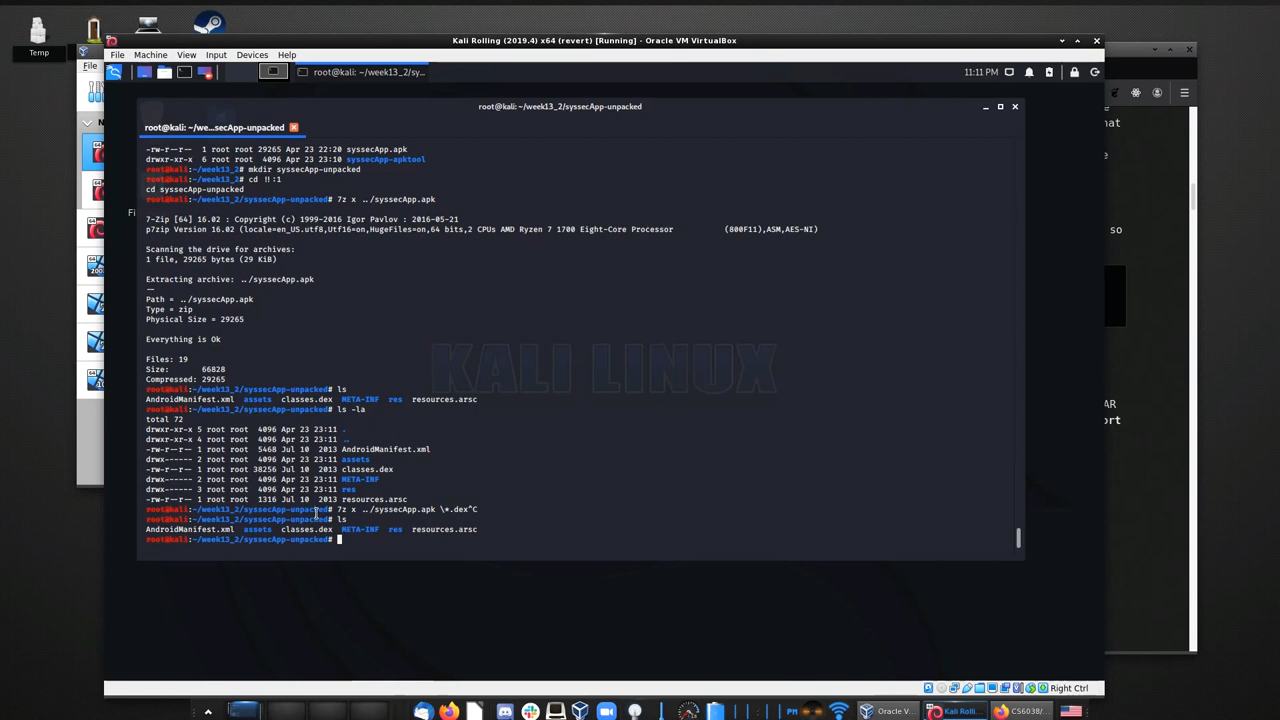 Kali Rolling (2019.4) x64 (revert) [Running] - Oracle VM VirtualBox
Temp
File Machine View Input Devices Help
File
root@kali: ~/week13_2/sy...
11:11 PM
root@kali: ~/week13_2/syssecApp-unpacked
root@kali: ~/we...secApp-unpacked
-rw-r--r-- 1 root root 29265 Apr 23 22:20 syssecApp.apk
drwxr-xr-x 6 root root 4096 Apr 23 23:10 syssecApp-apktool
root@kali:~/week13_2# mkdir syssecApp-unpacked
root@kali:~/week13_2# cd !!:1
cd syssecApp-unpacked
root@kali:~/week13_2/syssecApp-unpacked# 7z x ../syssecApp.apk
7-Zip [64] 16.02 : Copyright (c) 1999-2016 Igor Pavlov : 2016-05-21
p7zip Version 16.02 (locale=en_US.utf8,Utf16=on,HugeFiles=on,64 bits,2 CPUs AMD Ryzen 7 1700 Eight-Core Processor (800F11),ASM,AES-NI)
Scanning the drive for archives:
1 file, 29265 bytes (29 KiB)
Extracting archive: ../syssecApp.apk
--
Path = ../syssecApp.apk
Type = zip
Physical Size = 29265
Everything is Ok
Files: 19
Size: 66828
Compressed: 29265
root@kali:~/week13_2/syssecApp-unpacked# ls
AndroidManifest.xml assets classes.dex META-INF res resources.arsc
root@kali:~/week13_2/syssecApp-unpacked# ls -la
total 72
drwxr-xr-x 5 root root 4096 Apr 23 23:11 .
drwxr-xr-x 4 root root 4096 Apr 23 23:11 ..
-rw-r--r-- 1 root root 5468 Jul 10 2013 AndroidManifest.xml
drwx------ 2 root root 4096 Apr 23 23:11 assets
-rw-r--r-- 1 root root 38256 Jul 10 2013 classes.dex
drwx------ 2 root root 4096 Apr 23 23:11 META-INF
drwx------ 3 root root 4096 Apr 23 23:11 res
-rw-r--r-- 1 root root 1316 Jul 10 2013 resources.arsc
root@kali:~/week13_2/syssecApp-unpacked# 7z x ../syssecApp.apk \*.dex^C
root@kali:~/week13_2/syssecApp-unpacked# ls
AndroidManifest.xml assets classes.dex META-INF res resources.arsc
root@kali:~/week13_2/syssecApp-unpacked#
KALI LINUX
Fi
hat
so
AR
ort
Right Ctrl
PM
Oracle V...
Kali Rol...
CS6038/...